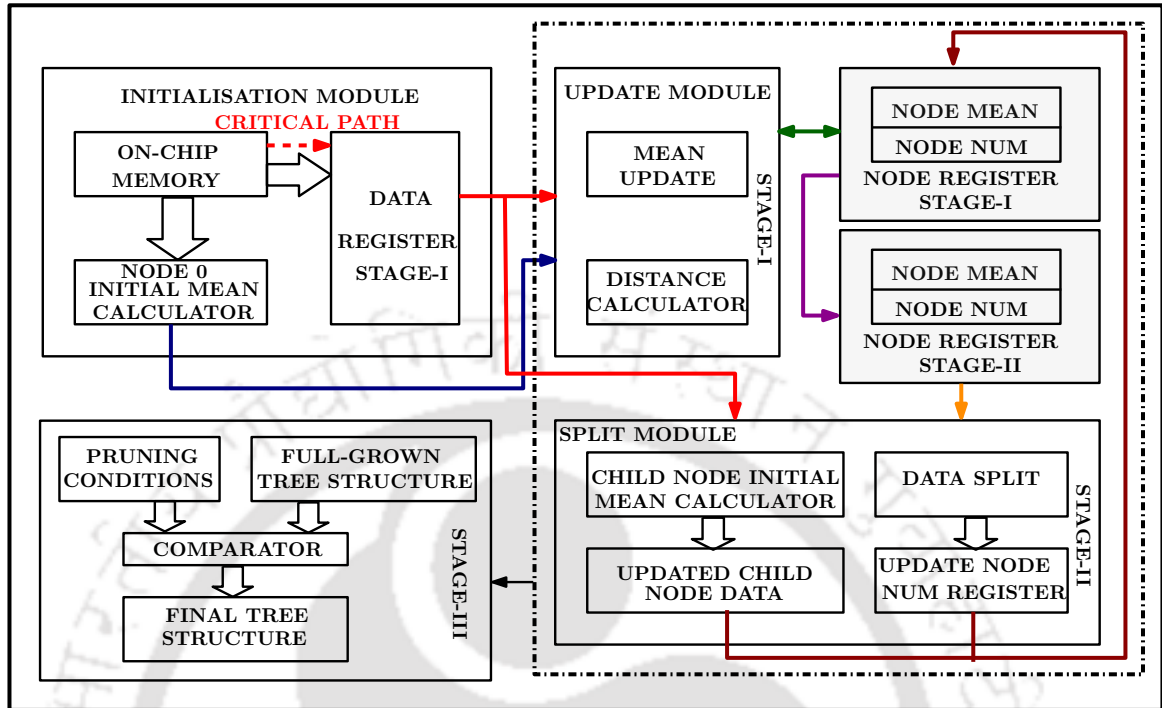 INITIALISATION MODULE
CRITICAL PATH
ON-CHIP
MEMORY
DATA
REGISTER
STAGE-I
NODE 0
INITIAL MEAN
CALCULATOR
UPDATE MODULE
MEAN
UPDATE
DISTANCE
CALCULATOR
STAGE-I
NODE MEAN
NODE NUM
NODE REGISTER
STAGE-I
NODE MEAN
NODE NUM
NODE REGISTER
STAGE-II
SPLIT MODULE
CHILD NODE INITIAL
MEAN CALCULATOR
DATA SPLIT
UPDATED CHILD
NODE DATA
UPDATE NODE
NUM REGISTER
STAGE-II
PRUNING
CONDITIONS
FULL-GROWN
TREE STRUCTURE
COMPARATOR
FINAL TREE
STRUCTURE
STAGE-III